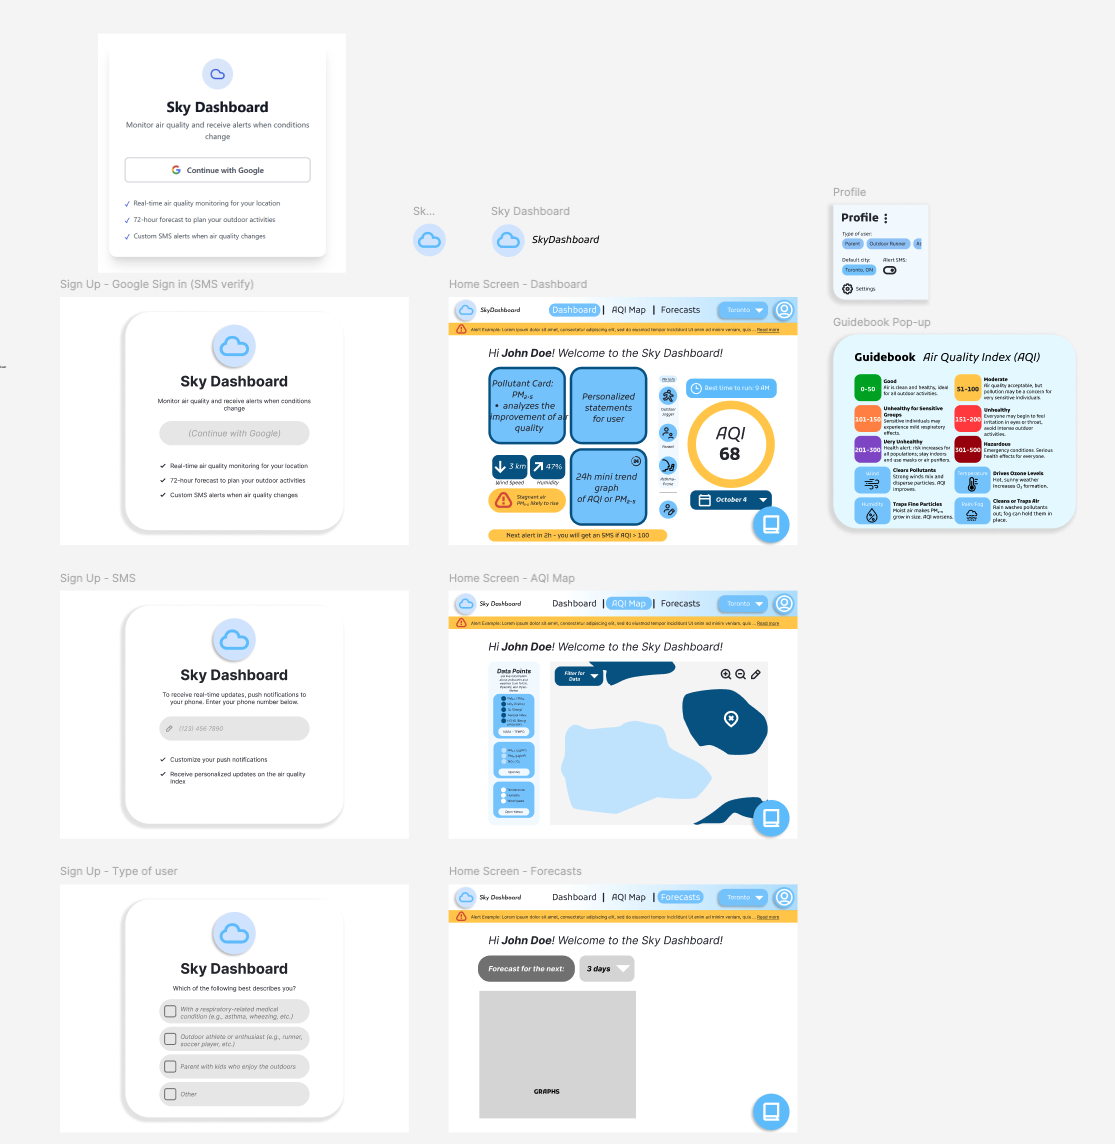 Sky Dashboard
Monitor air quality and receive alerts when conditions
change
Continue with Google
Real-time air quality monitoring for your location
72-hour forecast to plan your outdoor activities
Custom SMS alerts when air quality changes
Sk...
Sky Dashboard
SkyDashboard
Profile
Profile
Type of user:
Parent
Outdoor Runner
Default city:
Alert SMS:
Toronto, ON
Settings
Sign Up - Google Sign in (SMS verify)
Sky Dashboard
Monitor air quality and receive alerts when conditions
change
(Continue with Google)
Real-time air quality monitoring for your location
72-hour forecast to plan your outdoor activities
Custom SMS alerts when air quality changes
Home Screen - Dashboard
SkyDashboard
Dashboard | AQI Map | Forecasts
Toronto
Alert Example: Lorem ipsum dolor sit amet, consectetur adipiscing elit, sed do eiusmod tempor incididunt Ut enim ad minim veniam, quis ... Read more
Hi John Doe! Welcome to the Sky Dashboard!
Pollutant Card:
PM₂.₅
• analyzes the
improvement of air
quality
Personalized
statements
for user
3 km
47%
Wind Speed
Humidity
Stagnant air
PM₂.₅ likely to rise
24h mini trend
graph
of AQI or PM₂.₅
Outdoor
Jogger
Parent
Asthma-
Prone
Best time to run: 9 AM
AQI
68
October 4
Next alert in 2h - you will get an SMS if AQI > 100
Guidebook Pop-up
Guidebook Air Quality Index (AQI)
0-50
Good
Air is clean and healthy, ideal
for all outdoor activities.
51-100
Moderate
Air quality acceptable, but
pollution may be a concern for
very sensitive individuals.
101-150
Unhealthy for Sensitive
Groups
Sensitive individuals may
experience mild respiratory
effects.
151-200
Unhealthy
Everyone may begin to feel
irritation in eyes or throat,
avoid intense outdoor
activities.
201-300
Very Unhealthy
Health alert; risk increases for
all populations; stay indoors
and use masks or air purifiers.
301-500
Hazardous
Emergency conditions. Serious
health effects for everyone.
Wind
Clears Pollutants
Strong winds mix and
disperse particles, AQI
improves.
Temperature
Drives Ozone Levels
Hot, sunny weather
increases O₃ formation.
Humidity
Traps Fine Particles
Moist air makes PM₂.₅
grow in size, AQI worsens.
Rain/Fog
Cleans or Traps Air
Rain washes pollutants
out; fog can hold them in
place.
Sign Up - SMS
Sky Dashboard
To receive real-time updates, push notifications to
your phone. Enter your phone number below.
(123) 456 7890
Customize your push notifications
Receive personalized updates on the air quality
index
Home Screen - AQI Map
Sky Dashboard
Dashboard | AQI Map | Forecasts
Toronto
Alert Example: Lorem ipsum dolor sit amet, consectetur adipiscing elit, sed do eiusmod tempor incididunt Ut enim ad minim veniam, quis ... Read more
Hi John Doe! Welcome to the Sky Dashboard!
Data Points
Filter for
Data
Sign Up - Type of user
Sky Dashboard
Which of the following best describes you?
With a respiratory-related medical
condition (e.g., asthma, wheezing, etc.)
Outdoor athlete or enthusiast (e.g., runner,
soccer player, etc.)
Parent with kids who enjoy the outdoors
Other
Home Screen - Forecasts
Sky Dashboard
Dashboard | AQI Map | Forecasts
Toronto
Alert Example: Lorem ipsum dolor sit amet, consectetur adipiscing elit, sed do eiusmod tempor incididunt Ut enim ad minim veniam, quis ... Read more
Hi John Doe! Welcome to the Sky Dashboard!
Forecast for the next:
3 days
GRAPHS